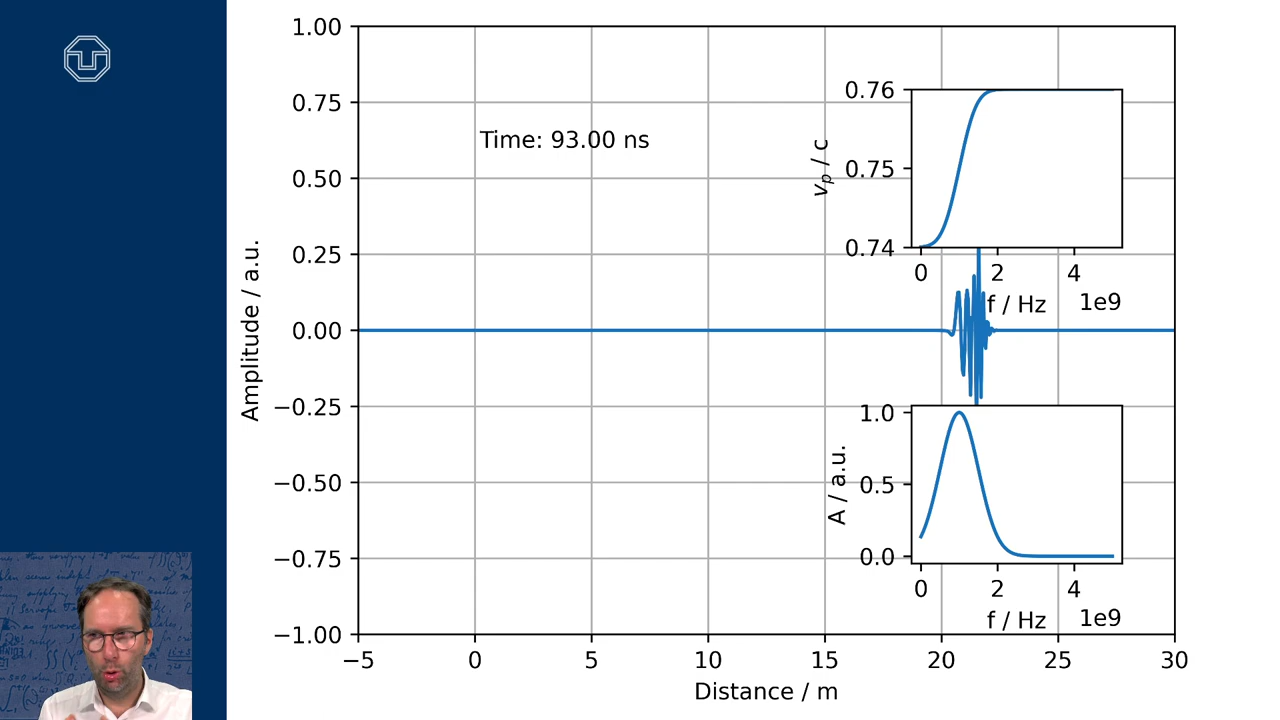 1.00
0.75
0.50
0.25
0.00
−0.25
−0.50
−0.75
−1.00
Amplitude / a.u.
−5 0 5 10 15 20 25 30
Distance / m
Time: 93.00 ns
0.76
0.75
0.74
vₚ / c
0 2 4
f / Hz 1e9
1.0
0.5
0.0
A / a.u.
0 2 4
f / Hz 1e9